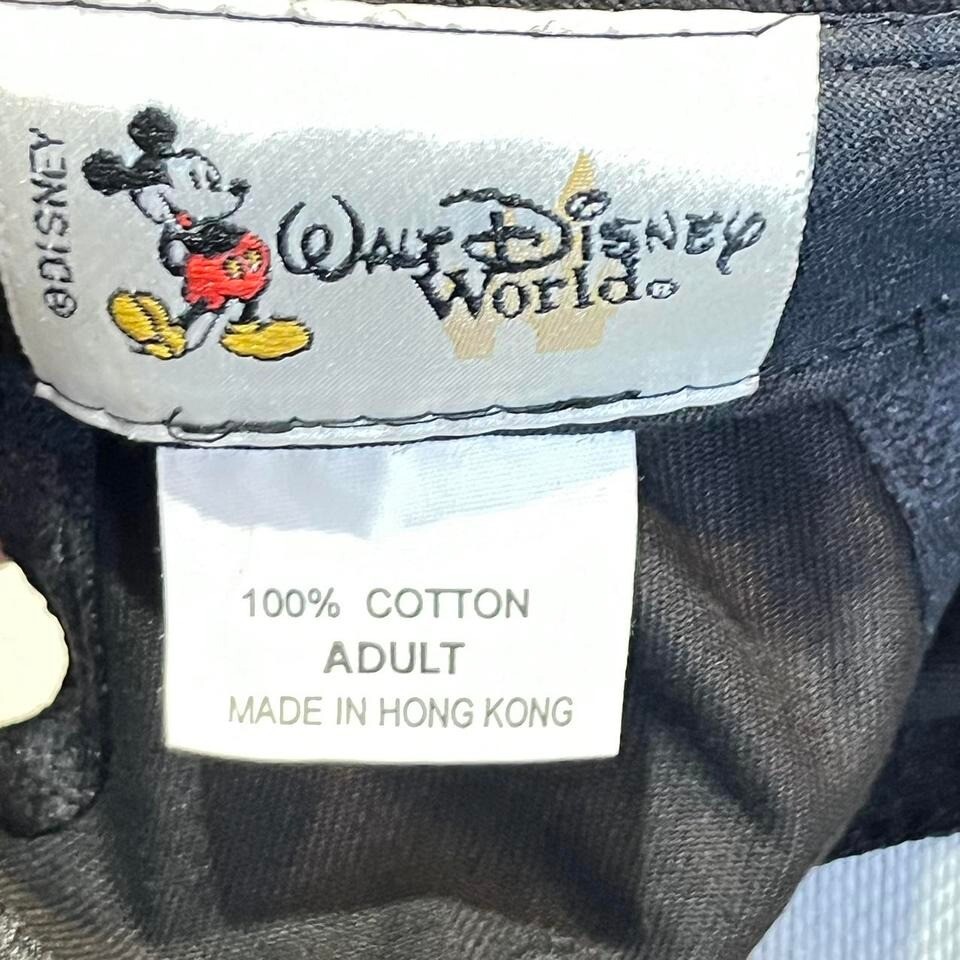 ©DISNEY
WALT DISNEY
World®
100% COTTON
ADULT
MADE IN HONG KONG